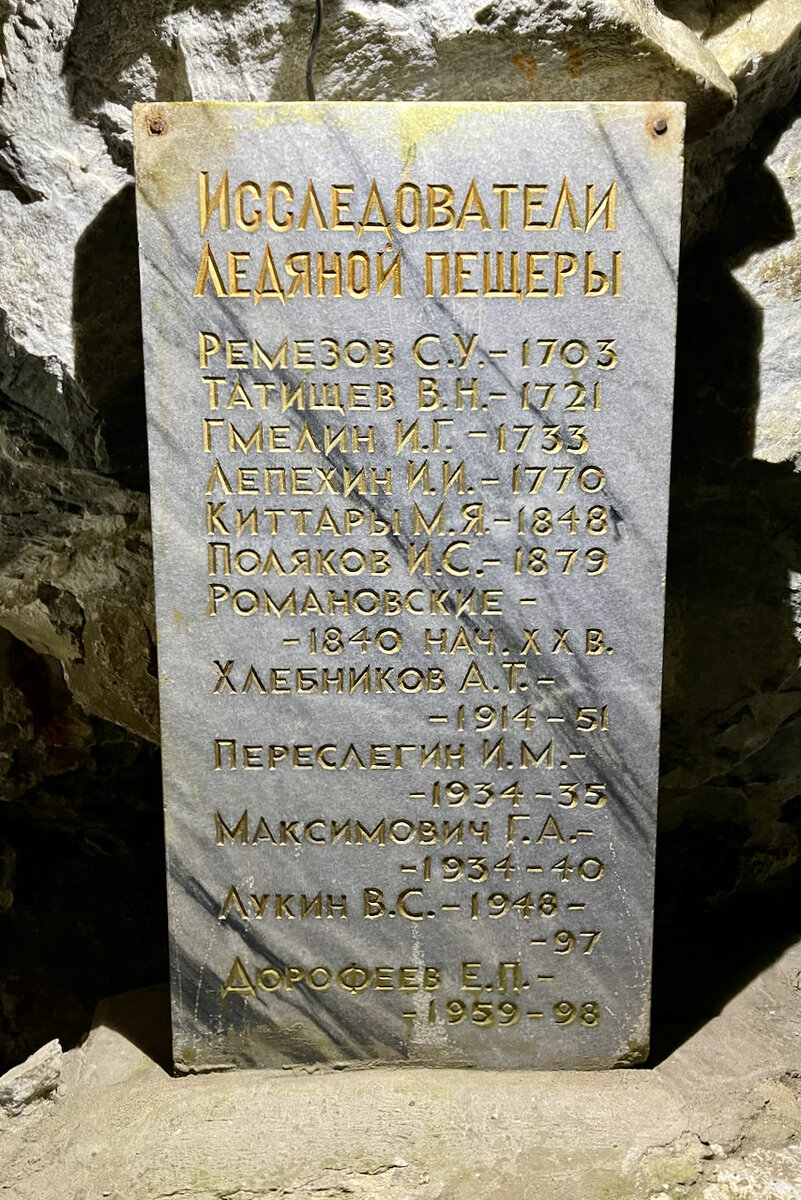 Исследователи
Ледяной пещеры
Ремезов С.У.-1703
Татищев В.Н.-1721
Гмелин И.Г.-1733
Лепехин И.И.-1770
Киттары М.Я.-1848
Поляков И.С.-1879
Романовские -
-1840 нач. XX в.
Хлебников А.Т.-
-1914-51
Переслегин И.М.-
-1934-35
Максимович Г.А.-
-1934-40
Лукин В.С.-1948-
-97
Дорофеев Е.П.-
-1959-98